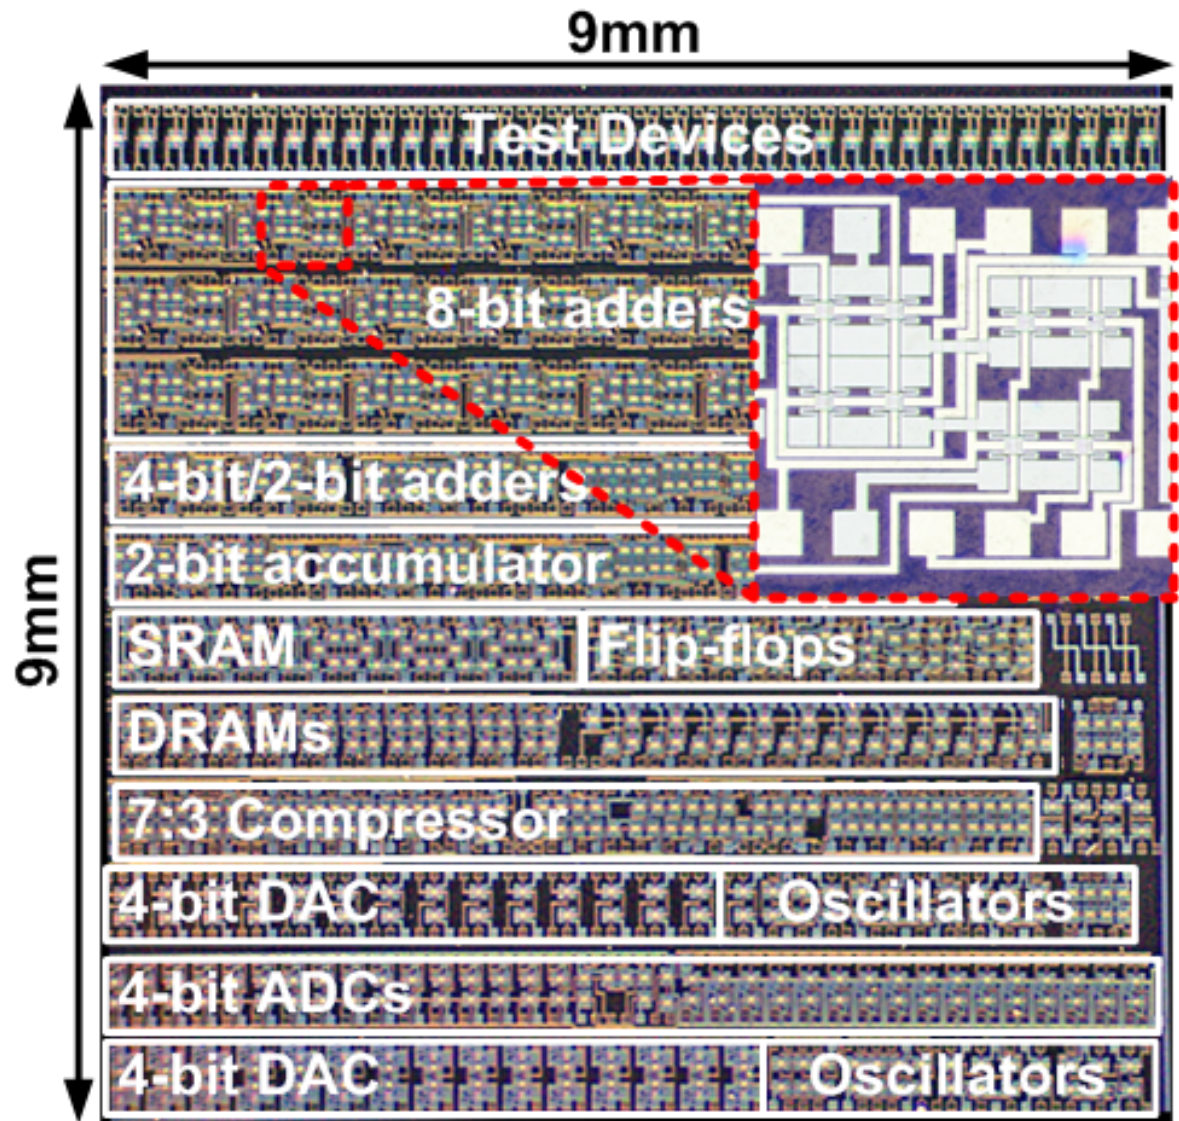 9mm
9mm
Test Devices
8-bit adders
4-bit/2-bit adders
2-bit accumulator
SRAM
Flip-flops
DRAMs
7:3 Compressor
4-bit DAC
Oscillators
4-bit ADCs
4-bit DAC
Oscillators